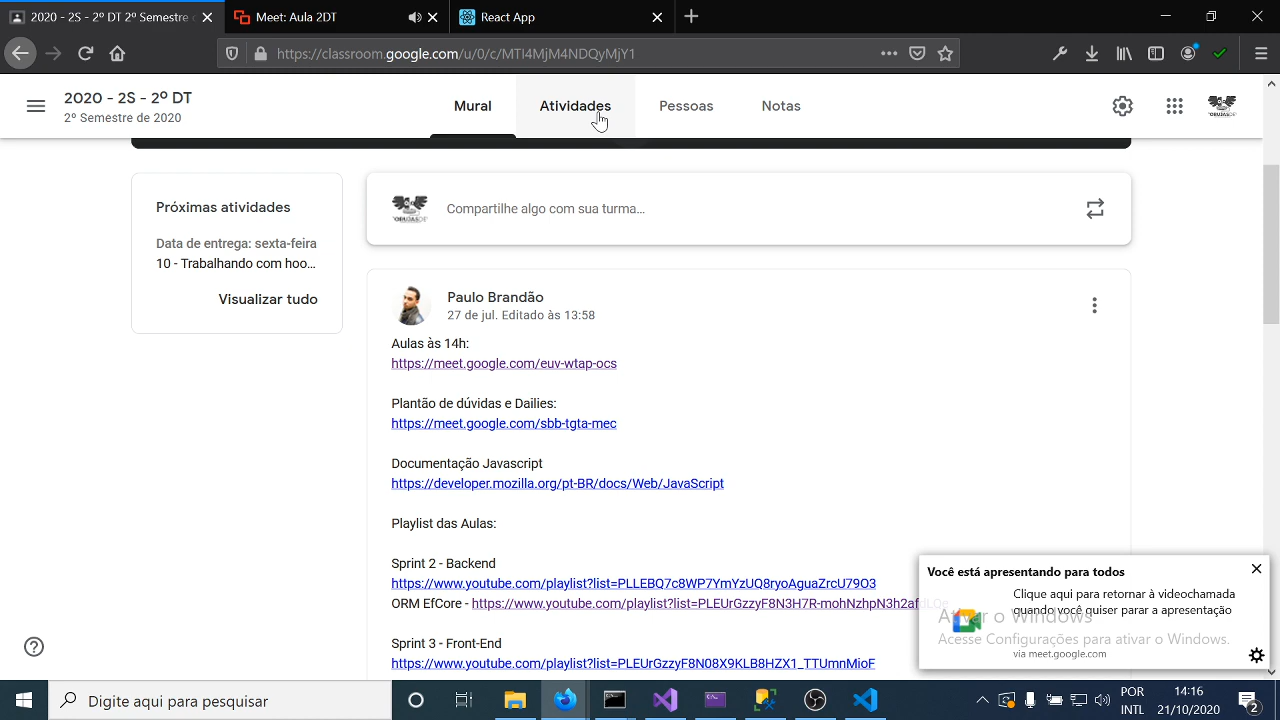 2020 - 2S - 2º DT 2º Semestre
Meet: Aula 2DT
React App
https://classroom.google.com/u/0/c/MTI4MjM4NDQyMjY1
2020 - 2S - 2º DT
2º Semestre de 2020
Mural
Atividades
Pessoas
Notas
Próximas atividades
Data de entrega: sexta-feira
10 - Trabalhando com hoo...
Visualizar tudo
Compartilhe algo com sua turma...
Paulo Brandão
27 de jul. Editado às 13:58
Aulas às 14h:
https://meet.google.com/euv-wtap-ocs
Plantão de dúvidas e Dailies:
https://meet.google.com/sbb-tgta-mec
Documentação Javascript
https://developer.mozilla.org/pt-BR/docs/Web/JavaScript
Playlist das Aulas:
Sprint 2 - Backend
https://www.youtube.com/playlist?list=PLLEBQ7c8WP7YmYzUQ8ryoAguaZrcU79O3
ORM EfCore - https://www.youtube.com/playlist?list=PLEUrGzzyF8N3H7R-mohNzhpN3h2af
Sprint 3 - Front-End
https://www.youtube.com/playlist?list=PLEUrGzzyF8N08X9KLB8HZX1_TTUmnMioF
Você está apresentando para todos
Clique aqui para retornar à videochamada
quando você quiser parar a apresentação
via meet.google.com
Ativar o Windows
Acesse Configurações para ativar o Windows.
Digite aqui para pesquisar
POR
INTL
14:16
21/10/2020
2